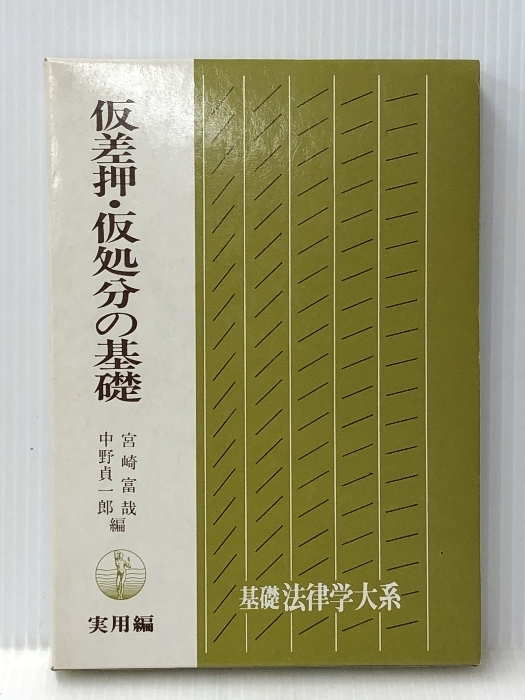 仮差押・仮処分の基礎
宮崎富哉
中野貞一郎
編
実用編
基礎法律学大系